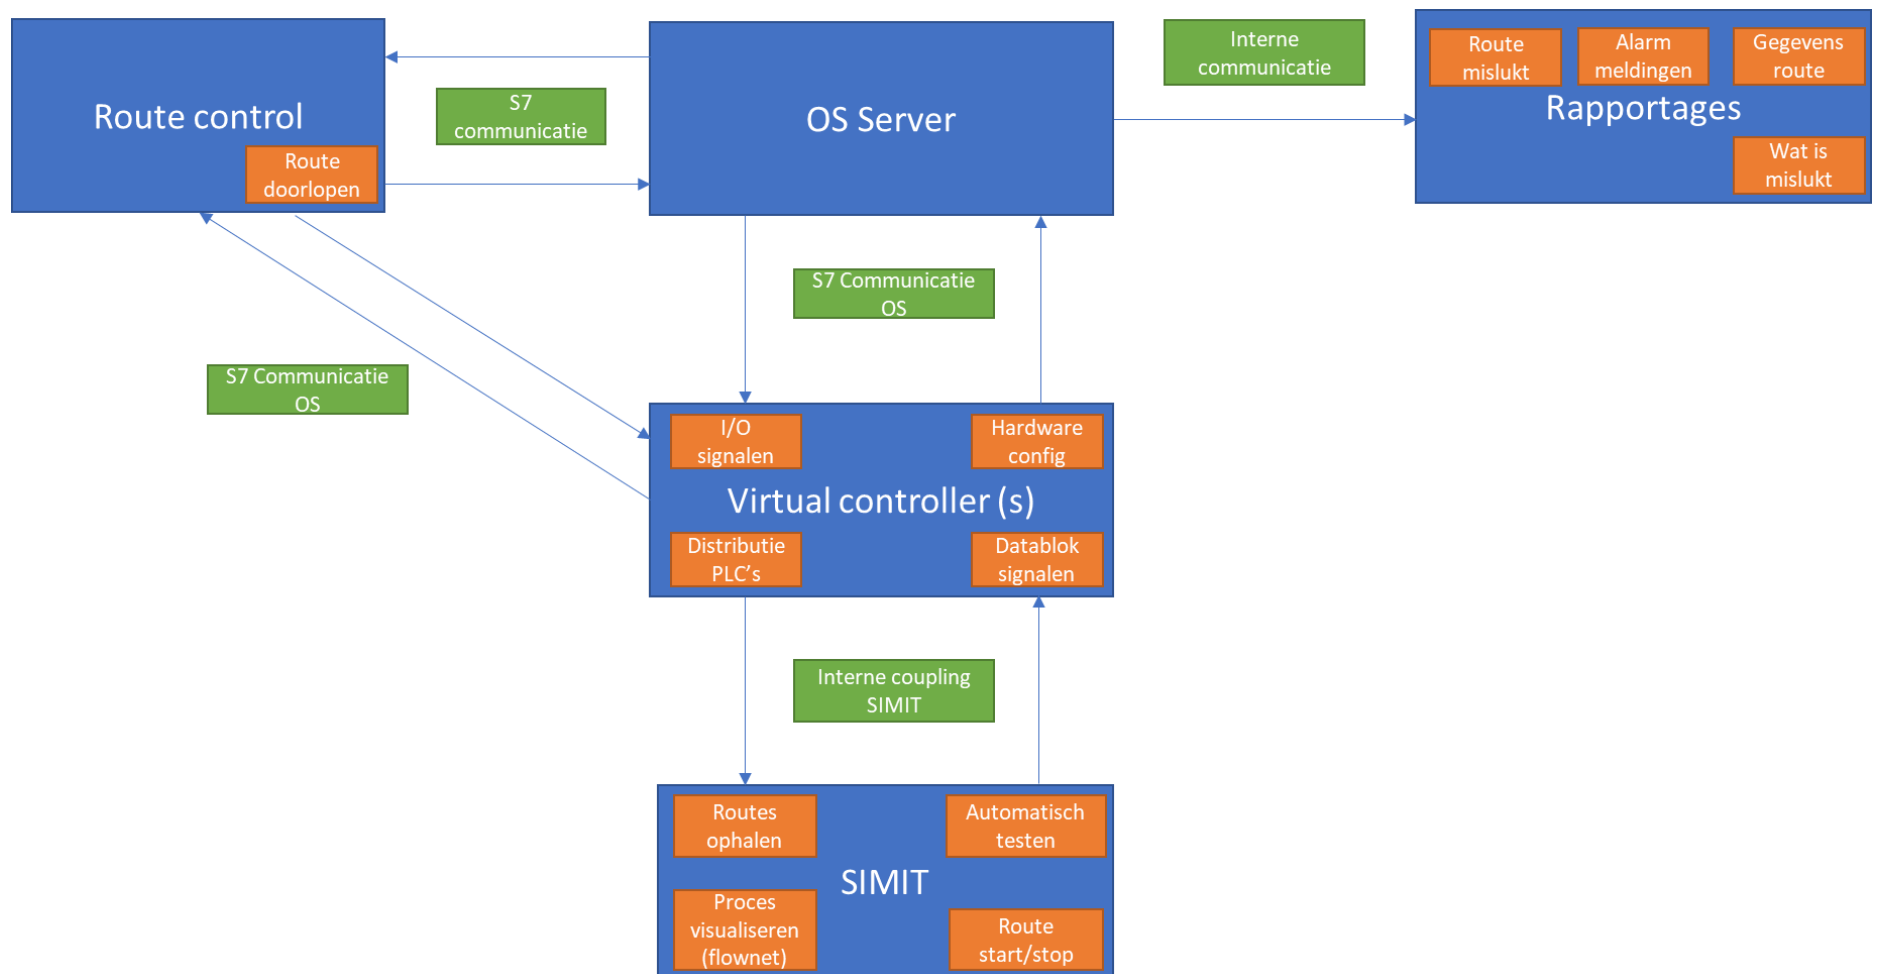 Route control
Route
doorlopen
S7
communicatie
OS Server
Interne
communicatie
Route
mislukt
Alarm
meldingen
Gegevens
route
Rapportages
Wat is
mislukt
S7 Communicatie
OS
S7 Communicatie
OS
I/O
signalen
Hardware
config
Virtual controller (s)
Distributie
PLC’s
Datablok
signalen
Interne coupling
SIMIT
Routes
ophalen
Automatisch
testen
SIMIT
Proces
visualiseren
(flownet)
Route
start/stop